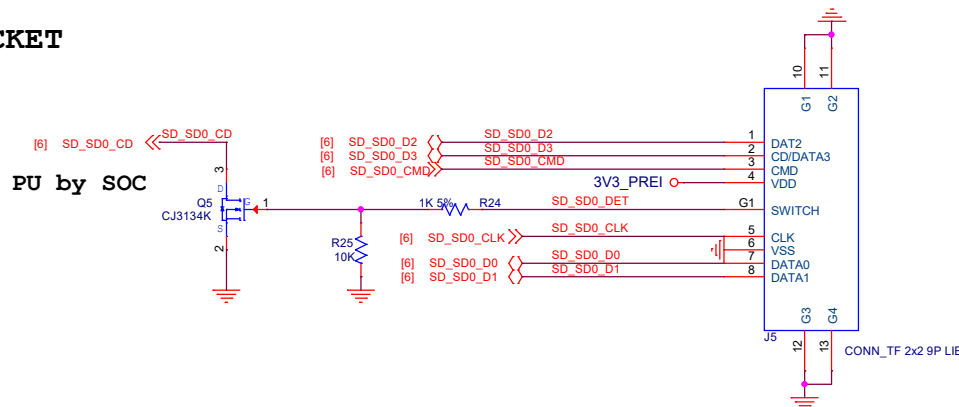 CKET
10
11
G1
G2
[6] SD_SD0_CD
SD_SD0_CD
[6] SD_SD0_D2
SD_SD0_D2
1
DAT2
[6] SD_SD0_D3
SD_SD0_D3
2
CD/DATA3
[6] SD_SD0_CMD
SD_SD0_CMD
3
CMD
3V3_PREI
4
VDD
PU by SOC
3
D
Q5
CJ3134K
G
1
S
2
1K 5%
R24
SD_SD0_DET
G1
SWITCH
R25
10K
[6] SD_SD0_CLK
SD_SD0_CLK
5
CLK
6
VSS
[6] SD_SD0_D0
SD_SD0_D0
7
DATA0
[6] SD_SD0_D1
SD_SD0_D1
8
DATA1
G3
G4
J5
12
13
CONN_TF 2x2 9P LIE